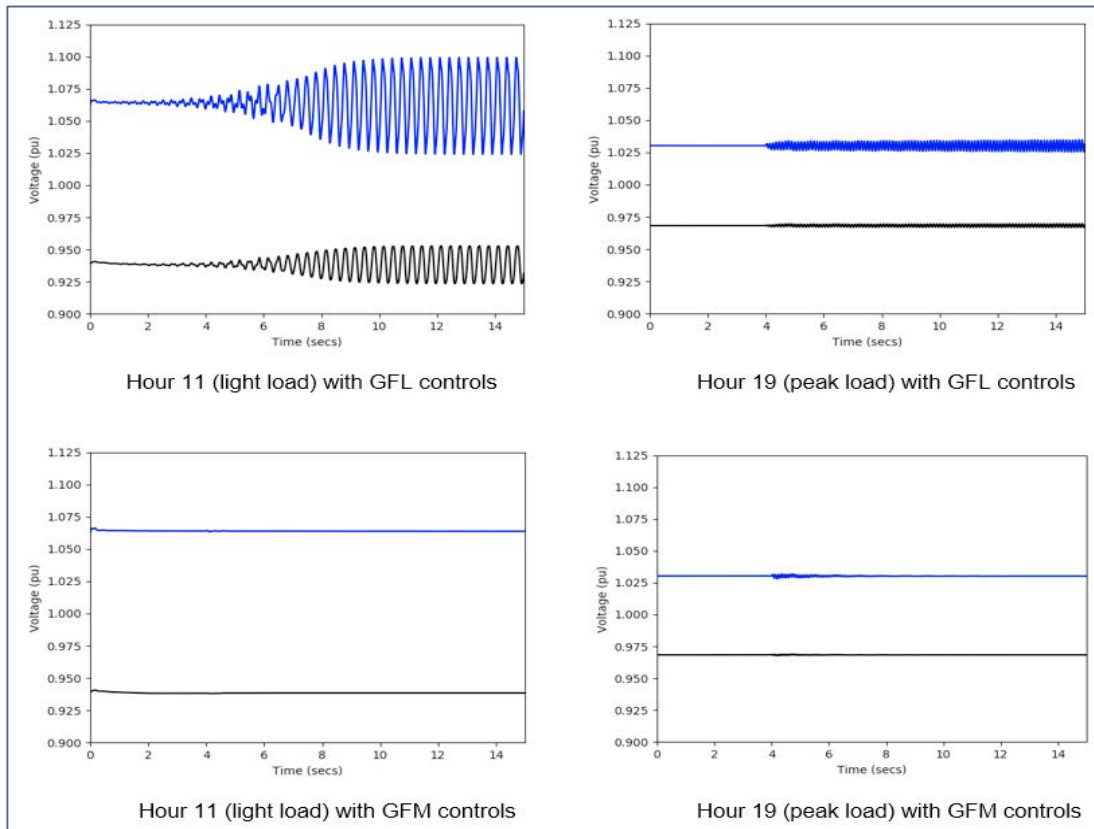 1.125
1.100
1.075
1.050
1.025
1.000
0.975
0.950
0.925
0.900
Voltage (pu)
0 2 4 6 8 10 12 14
Time (secs)
Hour 11 (light load) with GFL controls
1.125
1.100
1.075
1.050
1.025
1.000
0.975
0.950
0.925
0.900
Voltage (pu)
0 2 4 6 8 10 12 14
Time (secs)
Hour 19 (peak load) with GFL controls
1.125
1.100
1.075
1.050
1.025
1.000
0.975
0.950
0.925
0.900
Voltage (pu)
0 2 4 6 8 10 12 14
Time (secs)
Hour 11 (light load) with GFM controls
1.125
1.100
1.075
1.050
1.025
1.000
0.975
0.950
0.925
0.900
Voltage (pu)
0 2 4 6 8 10 12 14
Time (secs)
Hour 19 (peak load) with GFM controls